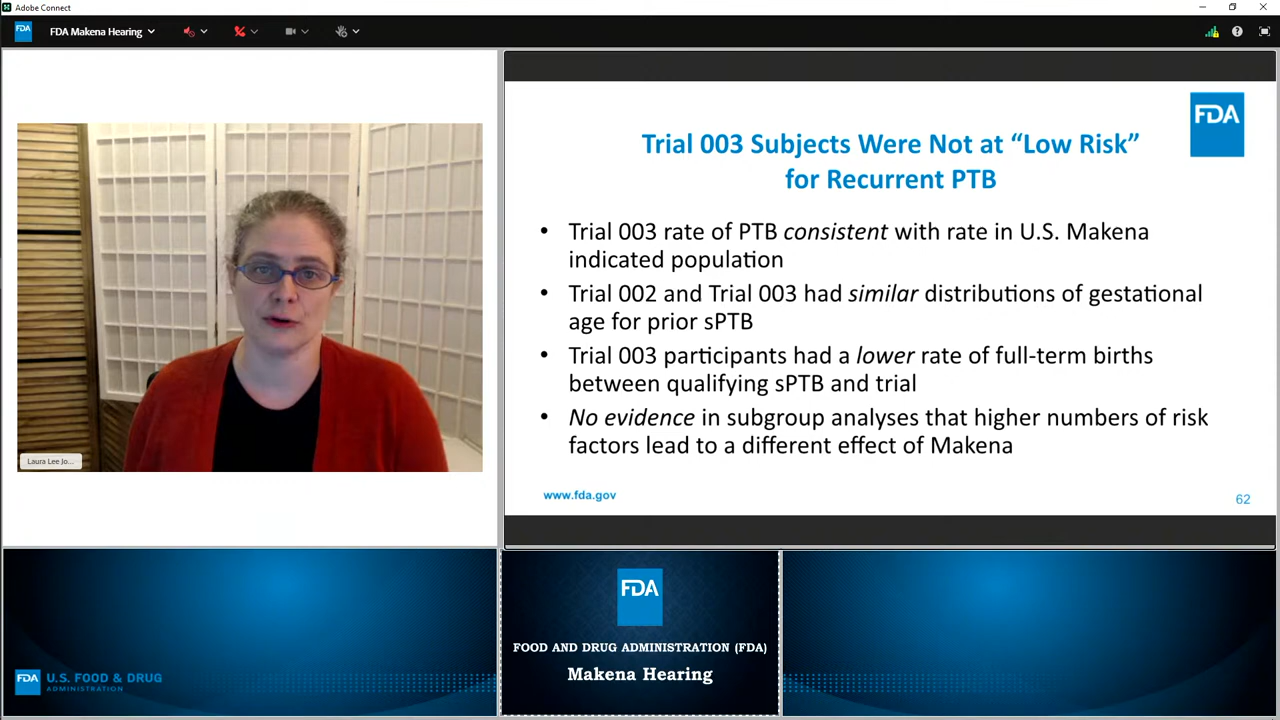 Adobe Connect
FDA
FDA Makena Hearing
FDA
Trial 003 Subjects Were Not at “Low Risk”
for Recurrent PTB
• Trial 003 rate of PTB consistent with rate in U.S. Makena
indicated population
• Trial 002 and Trial 003 had similar distributions of gestational
age for prior sPTB
• Trial 003 participants had a lower rate of full-term births
between qualifying sPTB and trial
• No evidence in subgroup analyses that higher numbers of risk
factors lead to a different effect of Makena
www.fda.gov
62
Laura Lee Jo...
FDA
FOOD AND DRUG ADMINISTRATION (FDA)
Makena Hearing
FDA
U.S. FOOD & DRUG
ADMINISTRATION